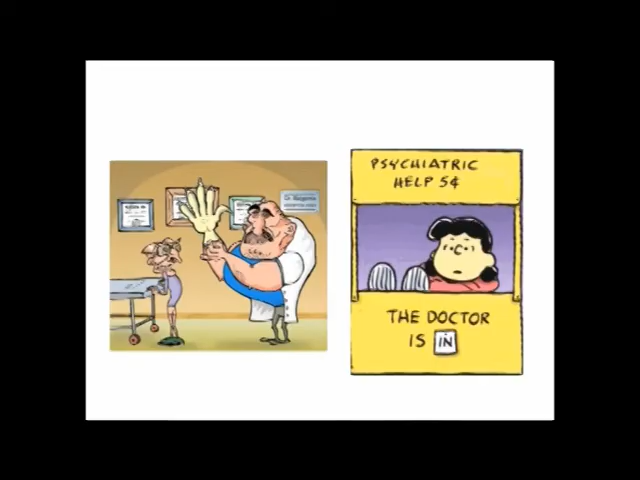 PSYCHIATRIC
HELP 5¢
THE DOCTOR
IS IN